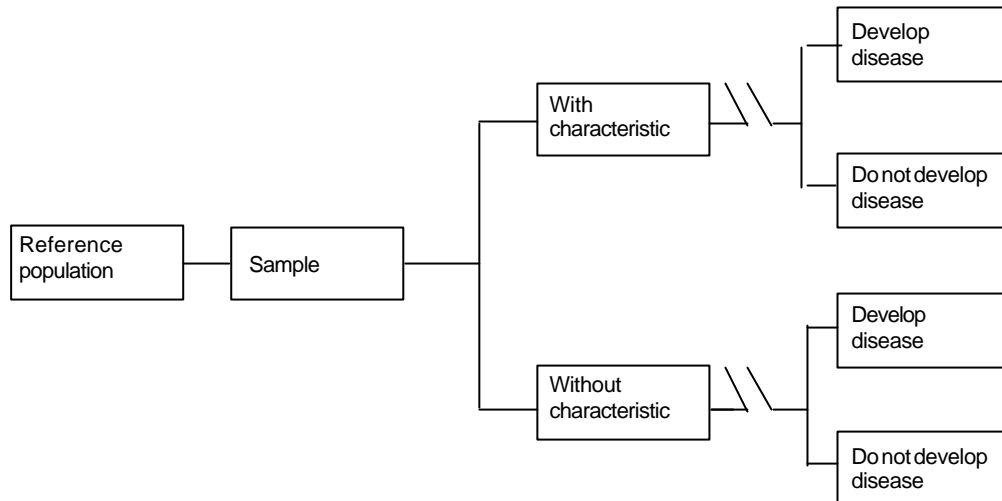 Develop
disease
With
characteristic
Do not develop
disease
Reference
population
Sample
Develop
disease
Without
characteristic
Do not develop
disease